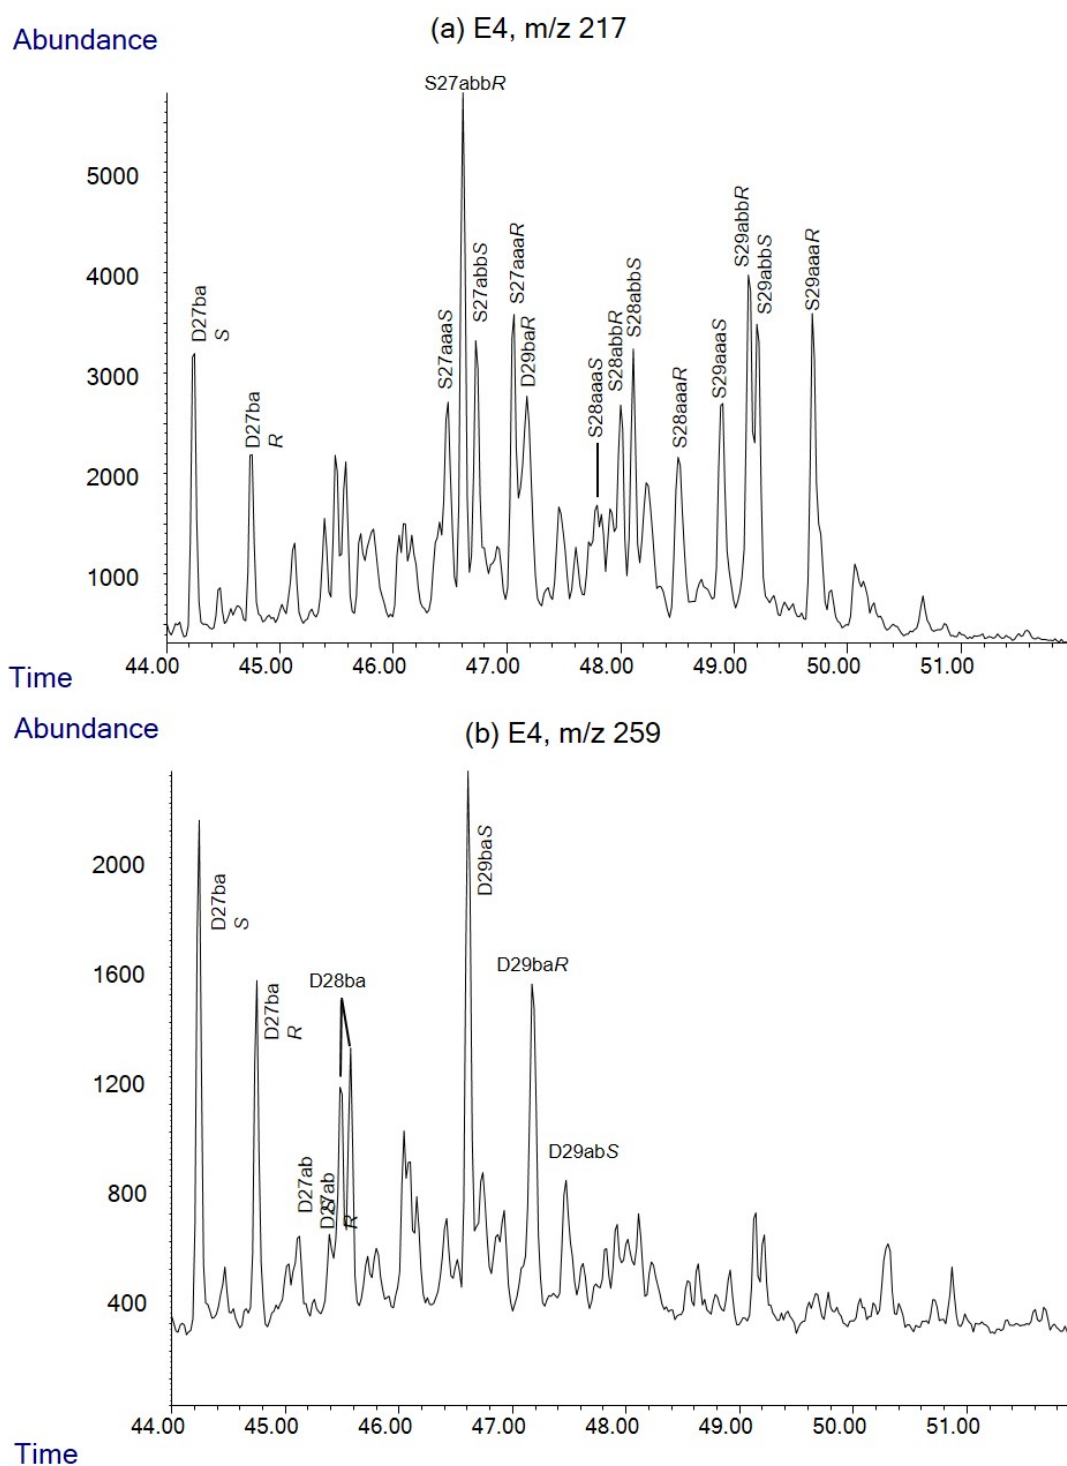 (a) E4, m/z 217
Abundance
S27abbR
5000
4000
3000
2000
1000
D27ba
S
D27ba
R
S27aaaS
S27abbS
S27aaaR
D29baR
S28aaaS
S28abbR
S28abbS
S28aaaR
S29aaaS
S29abbR
S29abbS
S29aaaR
44.00 45.00 46.00 47.00 48.00 49.00 50.00 51.00
Time
Abundance
(b) E4, m/z 259
2000
1600
1200
800
400
D27ba
S
D27ba
R
D27ab
S
D27ab
R
D28ba
D29baS
D29baR
D29abS
44.00 45.00 46.00 47.00 48.00 49.00 50.00 51.00
Time